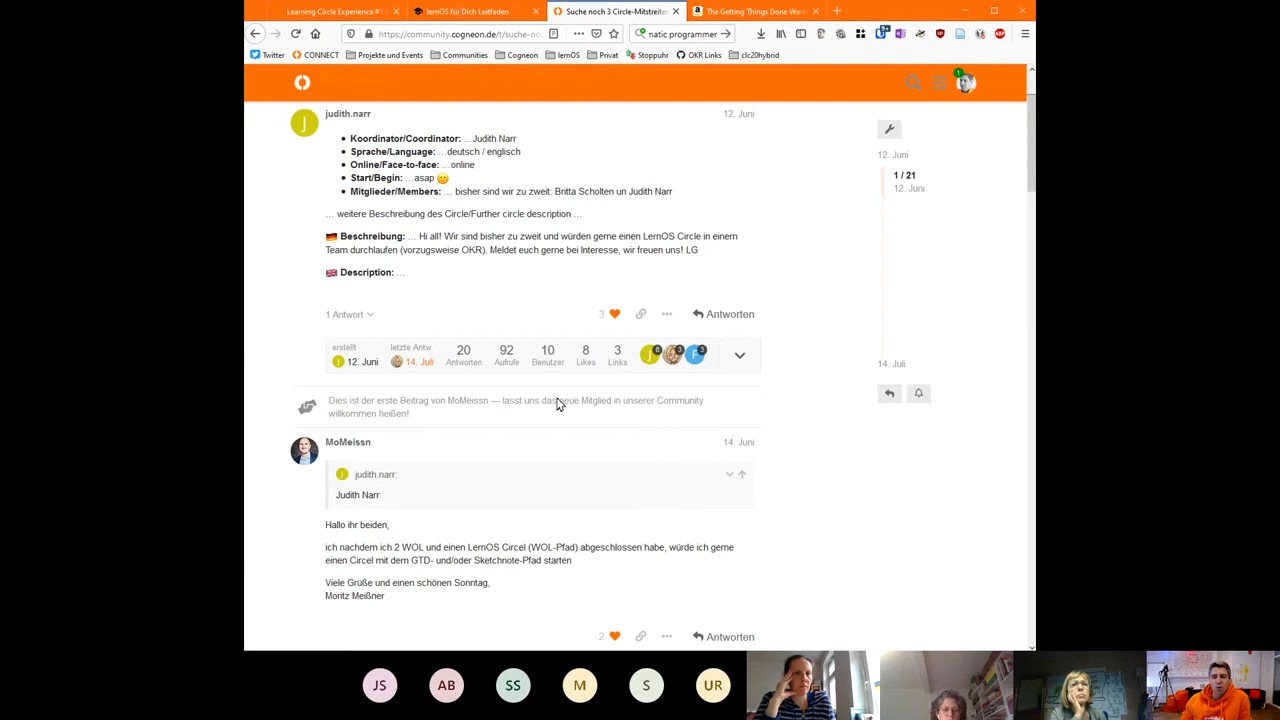 Learning Circle Experience #1
lernOS für Dich Leitfaden
Suche noch 3 Circle-Mitstreiter
The Getting Things Done Work
https://community.cogneon.de/t/suche-noc
natic programmer
Twitter
CONNECT
Projekte und Events
Communities
Cogneon
lernOS
Privat
Stoppuhr
OKR Links
clc20hybrid
1
judith.narr
12. Juni
Koordinator/Coordinator: …Judith Narr
Sprache/Language: …deutsch / englisch
Online/Face-to-face: …online
Start/Begin: …asap
Mitglieder/Members: … bisher sind wir zu zweit: Britta Scholten un Judith Narr
… weitere Beschreibung des Circle/Further circle description …
Beschreibung: … Hi all! Wir sind bisher zu zweit und würden gerne einen LernOS Circle in einem
Team durchlaufen (vorzugsweise OKR). Meldet euch gerne bei Interesse, wir freuen uns! LG
Description: …
1 Antwort
3
Antworten
erstellt
12. Juni
letzte Antw.
14. Juli
20
Antworten
92
Aufrufe
10
Benutzer
8
Likes
3
Links
J
8
3
F
3
Dies ist der erste Beitrag von MoMeissn — lasst uns das neue Mitglied in unserer Community
willkommen heißen!
MoMeissn
14. Juni
judith.narr:
Judith Narr
Hallo ihr beiden,
ich nachdem ich 2 WOL und einen LernOS Circel (WOL-Pfad) abgeschlossen habe, würde ich gerne
einen Circel mit dem GTD- und/oder Sketchnote-Pfad starten
Viele Grüße und einen schönen Sonntag,
Moritz Meißner
2
Antworten
12. Juni
1 / 21
12. Juni
14. Juli
JS
AB
SS
M
S
UR